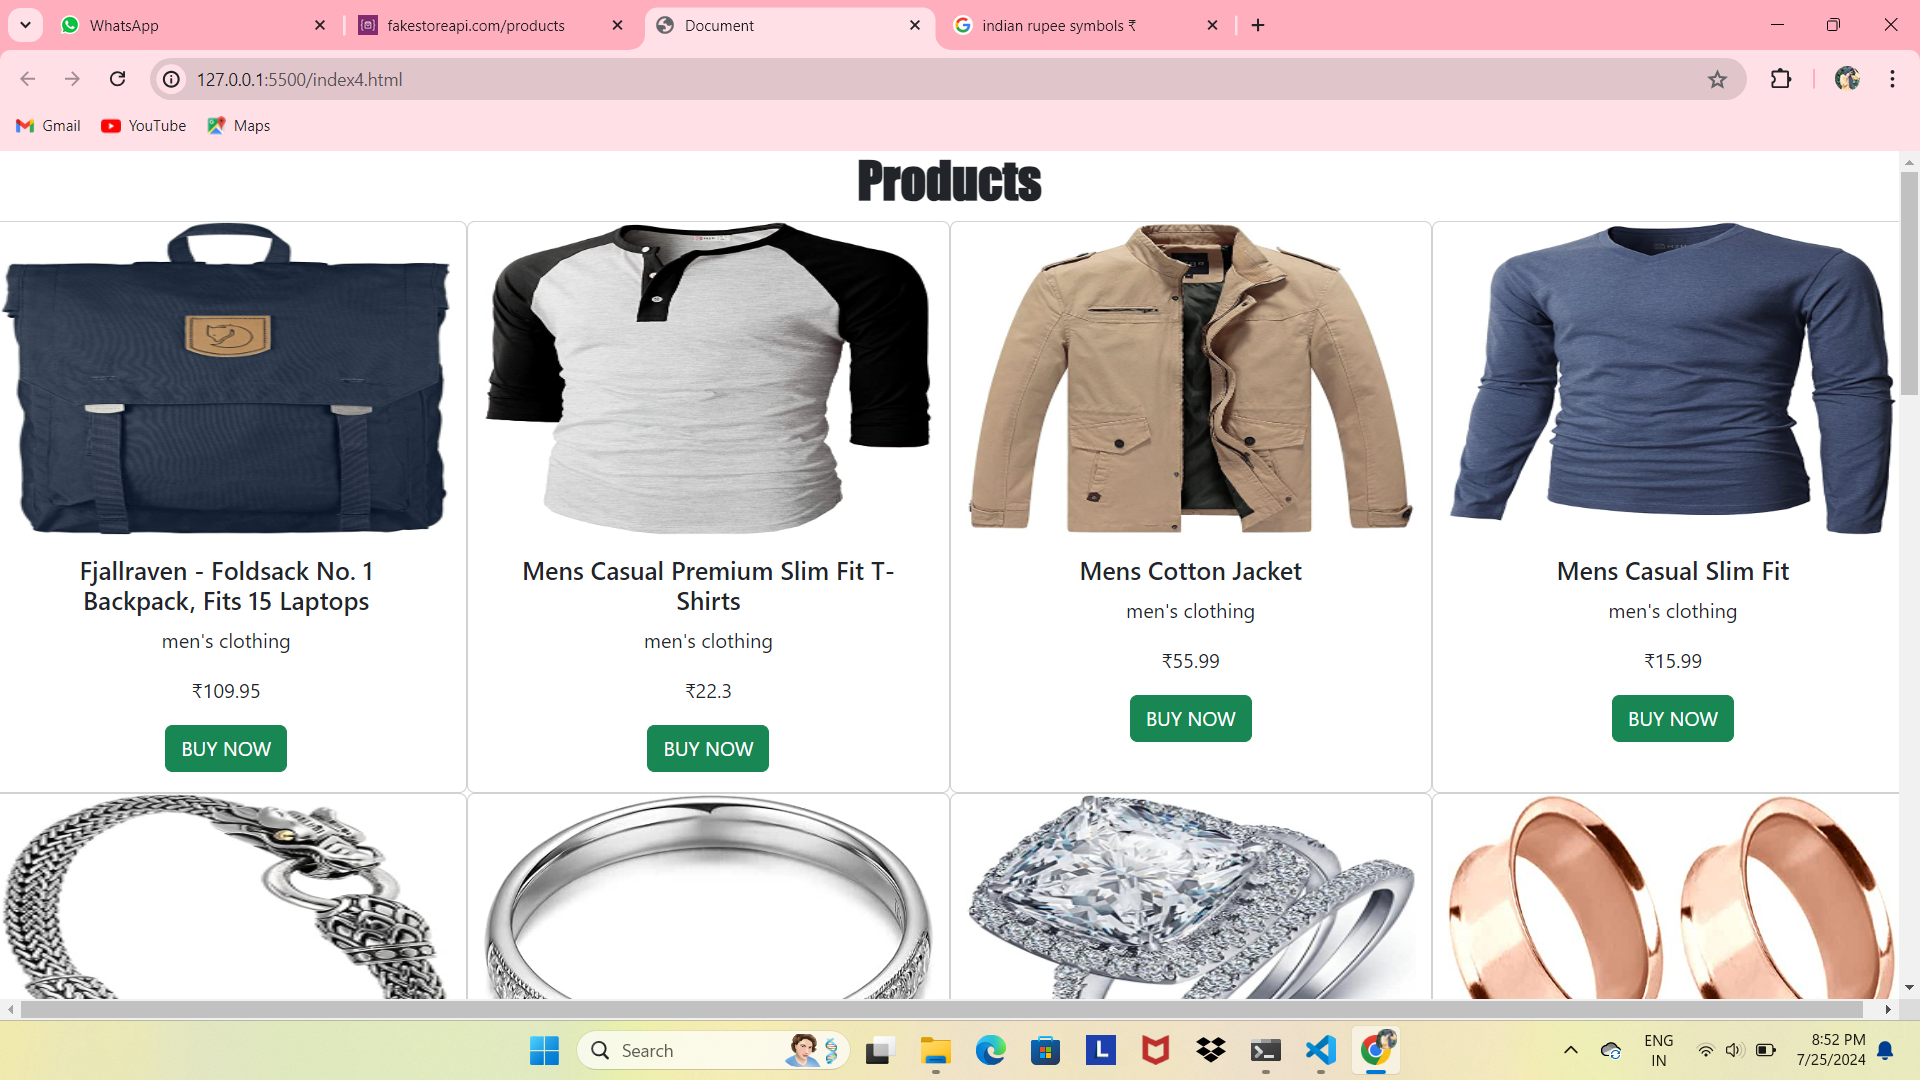 WhatsApp
fakestoreapi.com/products
Document
indian rupee symbols ₹
127.0.0.1:5500/index4.html
Gmail
YouTube
Maps
Products
Fjallraven - Foldsack No. 1
Backpack, Fits 15 Laptops
men's clothing
₹109.95
BUY NOW
Mens Casual Premium Slim Fit T-
Shirts
men's clothing
₹22.3
BUY NOW
Mens Cotton Jacket
men's clothing
₹55.99
BUY NOW
Mens Casual Slim Fit
men's clothing
₹15.99
BUY NOW
Search
L
ENG
IN
8:52 PM
7/25/2024